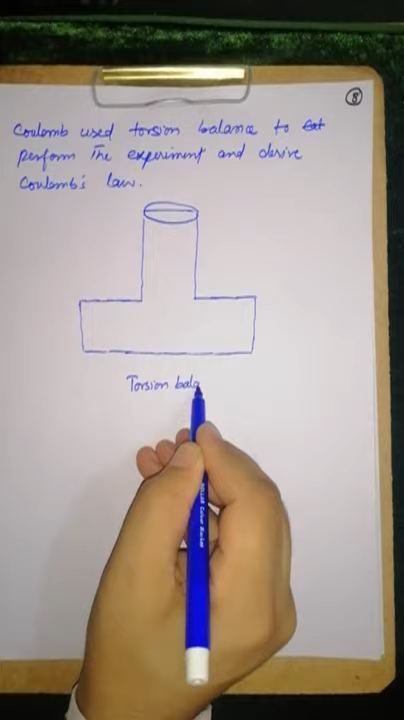 8
Coulomb used torsion balance to
perform the experiment and derive
Coulomb's law.
Torsion bala